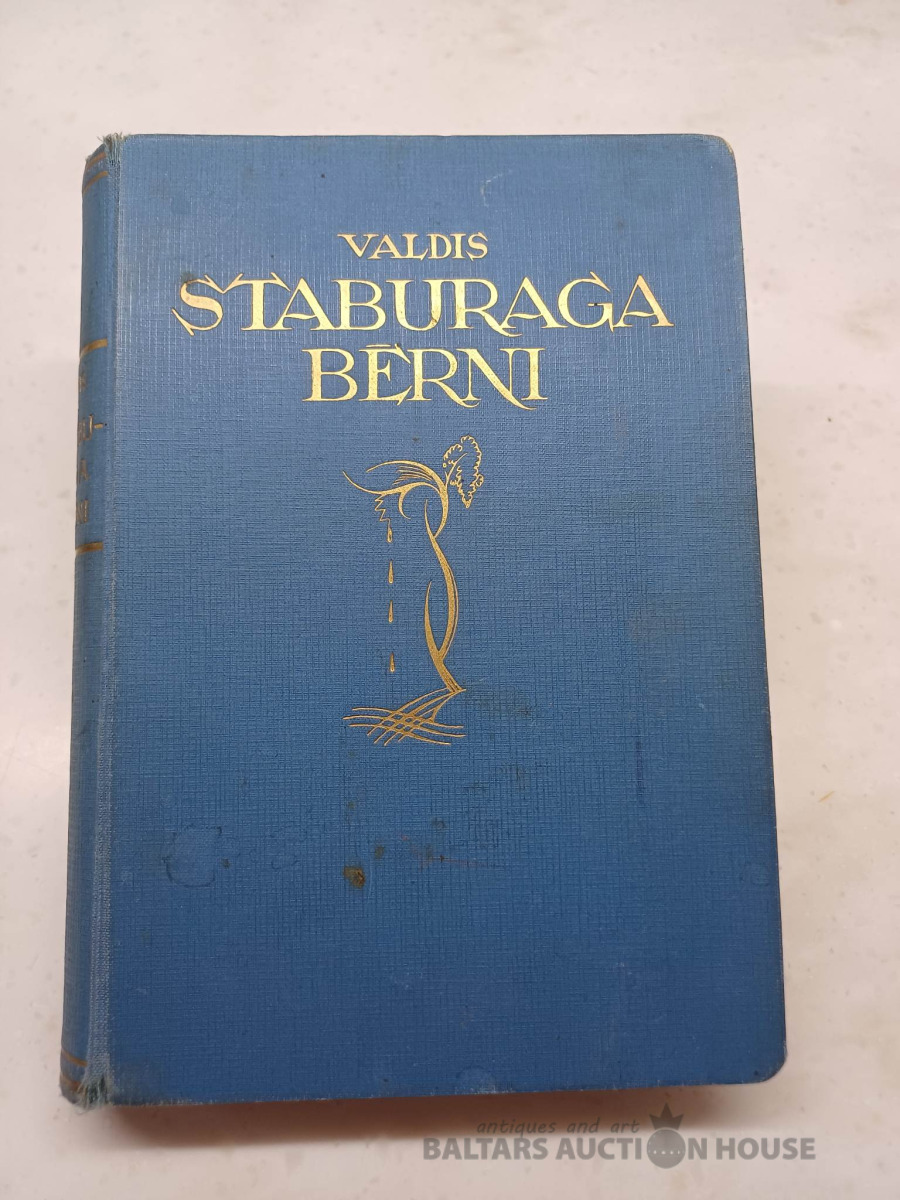 VALDIS
STABURAGA
BĒRNI
antiques and art
BALTARS AUCTION HOUSE